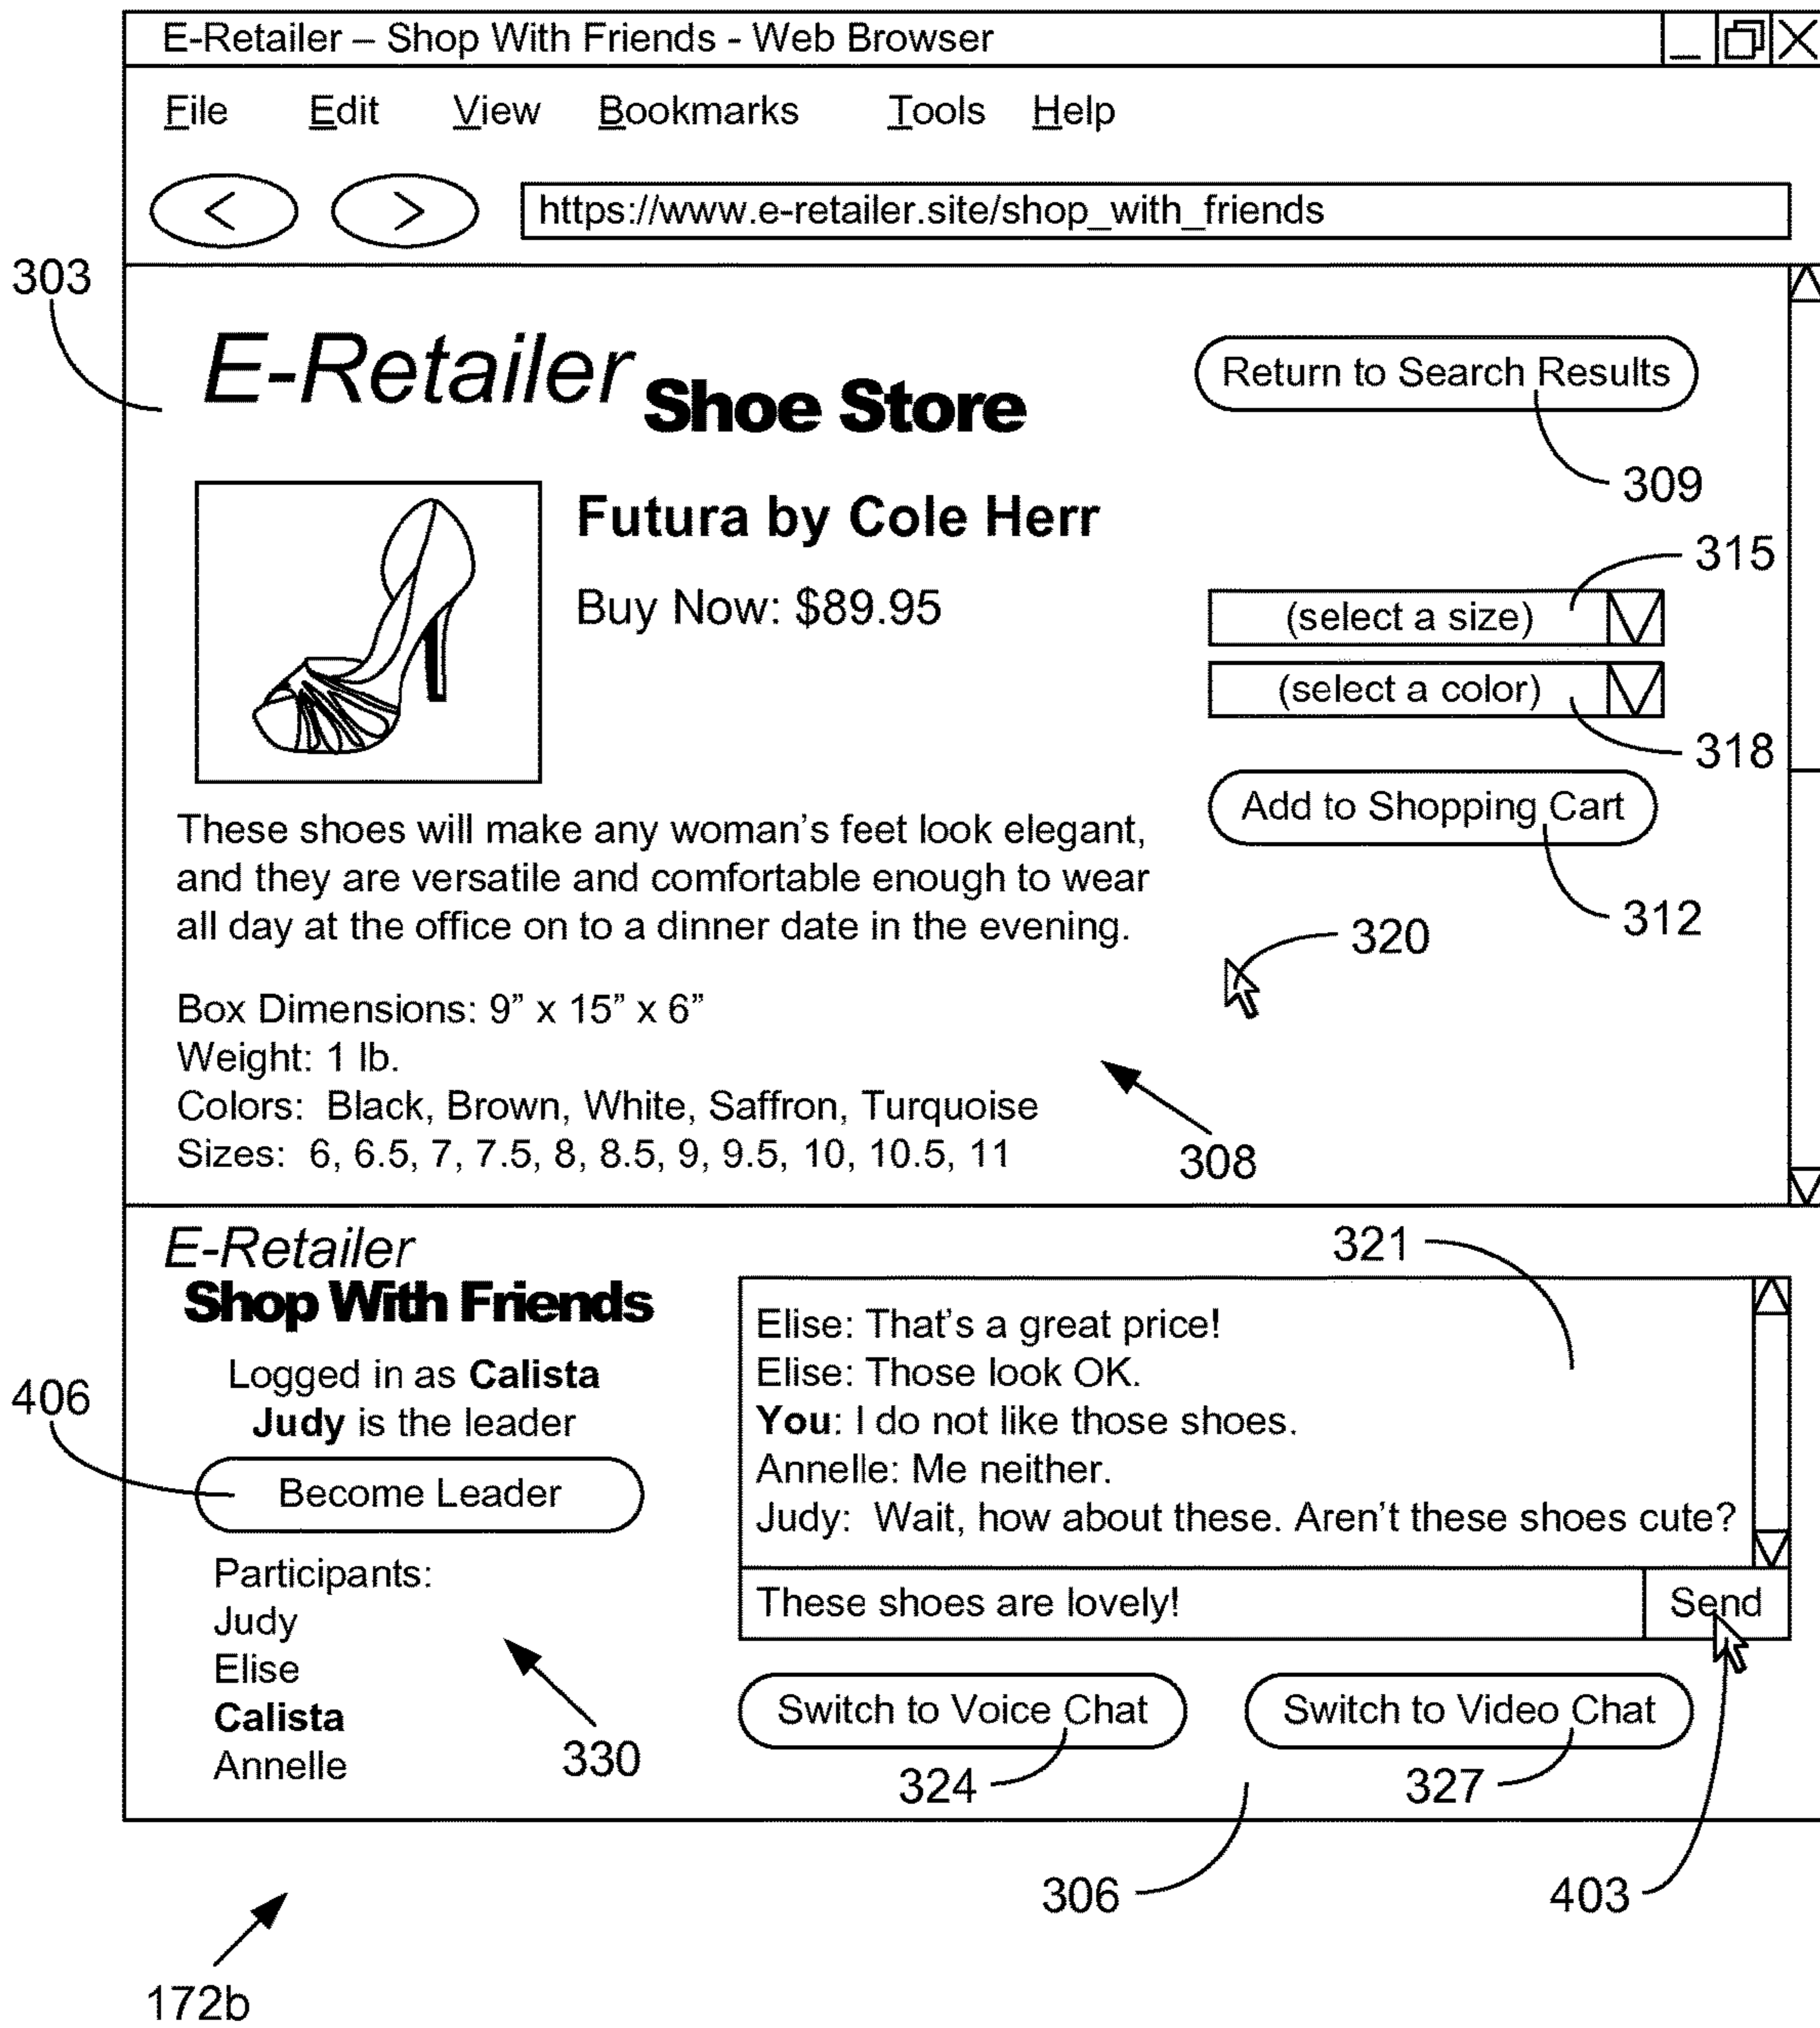 E-Retailer – Shop With Friends - Web Browser
File Edit View Bookmarks Tools Help
< > https://www.e-retailer.site/shop_with_friends
303
E-Retailer Shoe Store
Return to Search Results
309
Futura by Cole Herr
Buy Now: $89.95
315
(select a size)
(select a color)
318
Add to Shopping Cart
312
These shoes will make any woman's feet look elegant,
and they are versatile and comfortable enough to wear
all day at the office on to a dinner date in the evening.
320
Box Dimensions: 9" x 15" x 6"
Weight: 1 lb.
Colors: Black, Brown, White, Saffron, Turquoise
Sizes: 6, 6.5, 7, 7.5, 8, 8.5, 9, 9.5, 10, 10.5, 11
308
E-Retailer
Shop With Friends
Logged in as Calista
Judy is the leader
406
Become Leader
Participants:
Judy
Elise
Calista
Annelle
330
321
Elise: That's a great price!
Elise: Those look OK.
You: I do not like those shoes.
Annelle: Me neither.
Judy: Wait, how about these. Aren't these shoes cute?
These shoes are lovely! Send
Switch to Voice Chat
Switch to Video Chat
324
327
306
403
172b